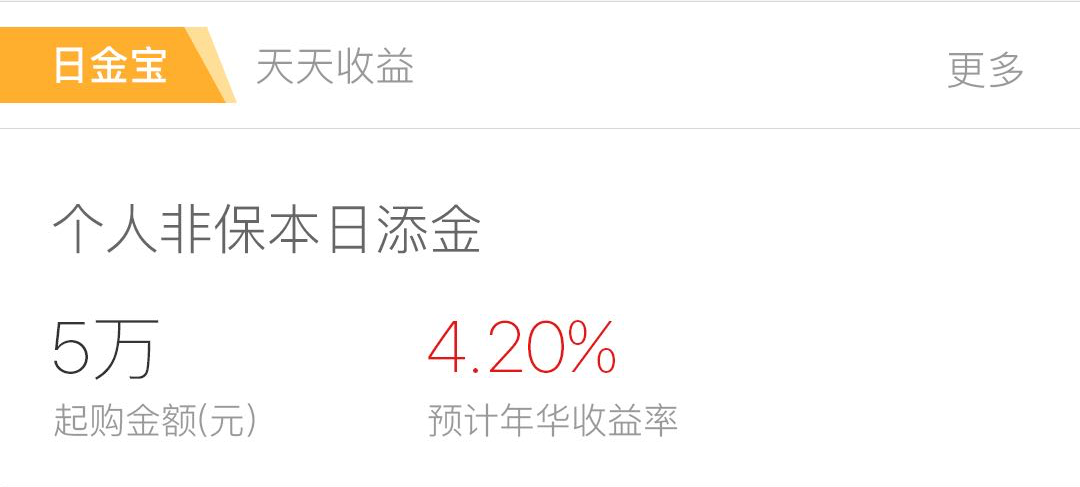 日金宝 天天收益 更多
个人非保本日添金
5万 4.20%
起购金额(元) 预计年华收益率